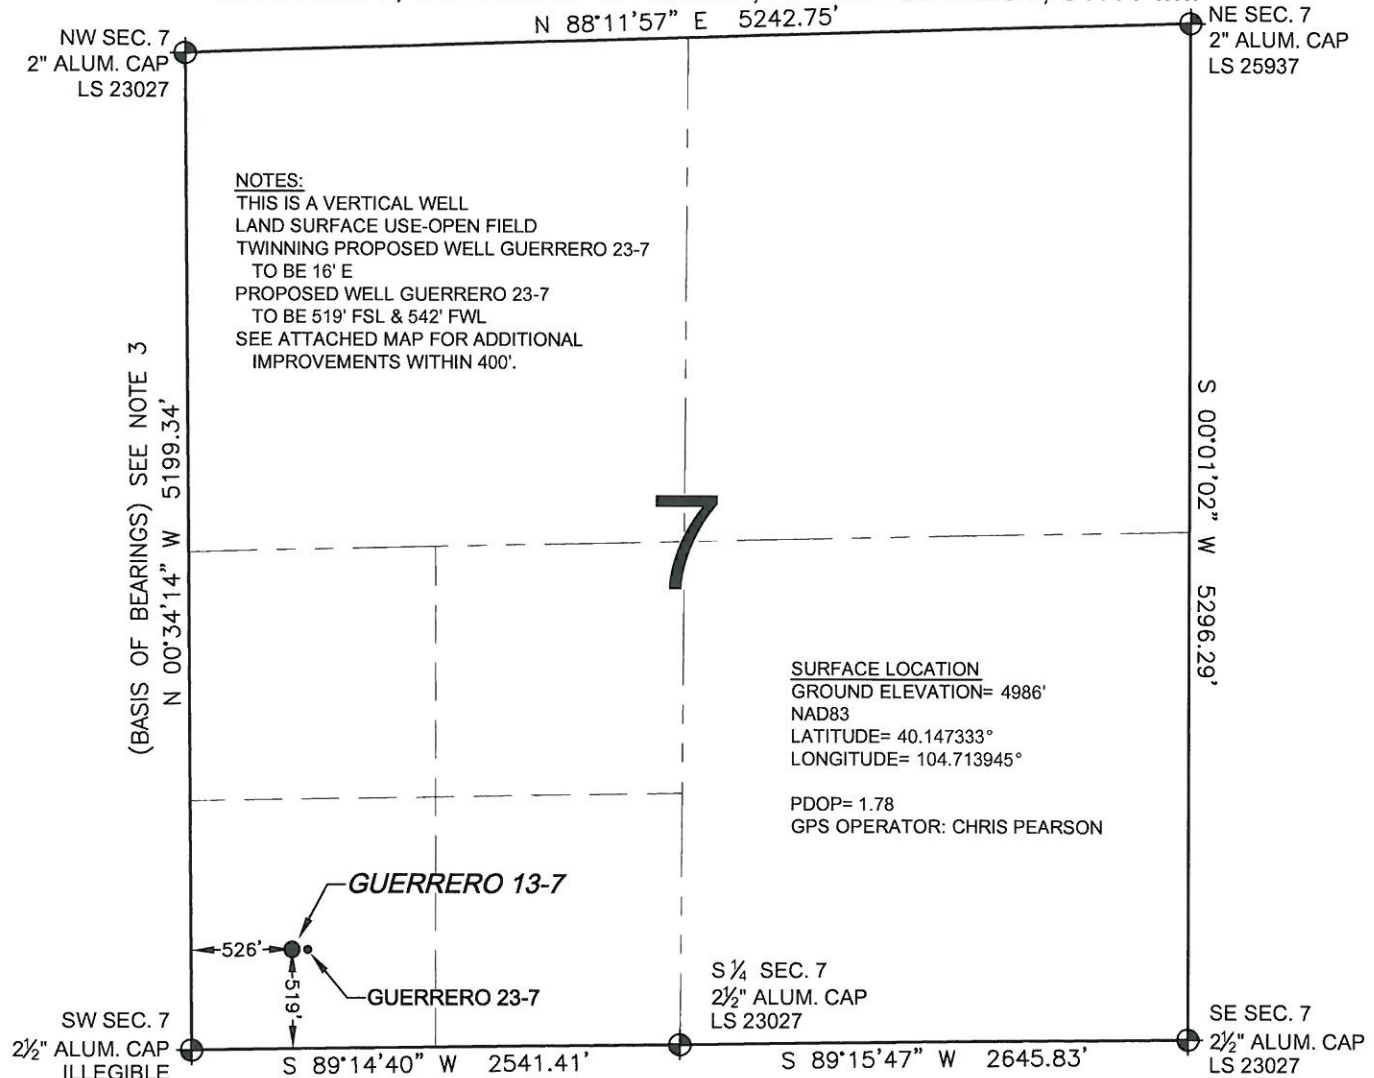 N 88°11'57" E 5242.75'
NW SEC. 7
2" ALUM. CAP
LS 23027
NE SEC. 7
2" ALUM. CAP
LS 25937
NOTES:
THIS IS A VERTICAL WELL
LAND SURFACE USE-OPEN FIELD
TWINNING PROPOSED WELL GUERRERO 23-7
TO BE 16' E
PROPOSED WELL GUERRERO 23-7
TO BE 519' FSL & 542' FWL
SEE ATTACHED MAP FOR ADDITIONAL
IMPROVEMENTS WITHIN 400'.
(BASIS OF BEARINGS) SEE NOTE 3
N 00°34'14" W 5199.34'
S 00°01'02" W 5296.29'
7
SURFACE LOCATION
GROUND ELEVATION= 4986'
NAD83
LATITUDE= 40.147333°
LONGITUDE= 104.713945°
PDOP= 1.78
GPS OPERATOR: CHRIS PEARSON
GUERRERO 13-7
526'
519'
GUERRERO 23-7
S ¼ SEC. 7
2½" ALUM. CAP
LS 23027
SW SEC. 7
2½" ALUM. CAP
ILLEGIBLE
SE SEC. 7
2½" ALUM. CAP
LS 23027
S 89°14'40" W 2541.41'
S 89°15'47" W 2645.83'